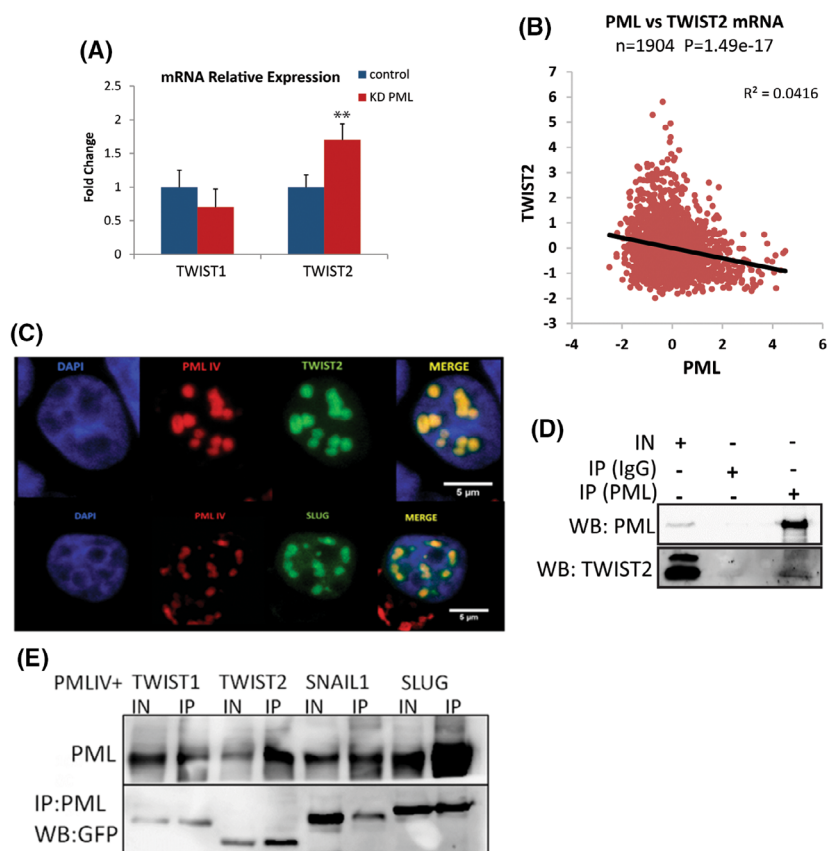 (A)
mRNA Relative Expression
control
KD PML
2.5
2
1.5
1
0.5
0
Fold Change
**
TWIST1
TWIST2
(B)
PML vs TWIST2 mRNA
n=1904 P=1.49e-17
R² = 0.0416
7
6
5
4
3
2
1
0
-1
-2
-3
TWIST2
-4
-2
0
2
4
6
PML
(C)
DAPI
PML IV
TWIST2
MERGE
5 µm
DAPI
PML IV
SLUG
MERGE
5 µm
(D)
IN + - -
IP (IgG) - + -
IP (PML) - - +
WB: PML
WB: TWIST2
(E)
PMLIV+ TWIST1 TWIST2 SNAIL1 SLUG
IN IP IN IP IN IP IN IP
PML
IP:PML
WB:GFP